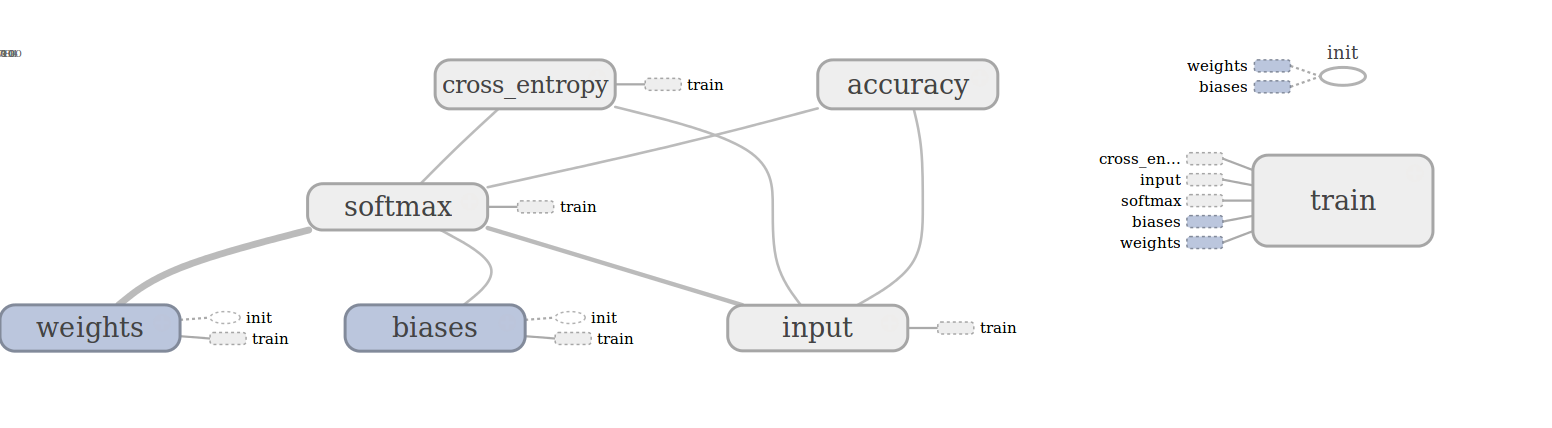 init
weights
biases
cross_entropy
train
accuracy
cross_en...
input
softmax
biases
weights
train
softmax
train
weights
init
train
biases
init
train
input
train